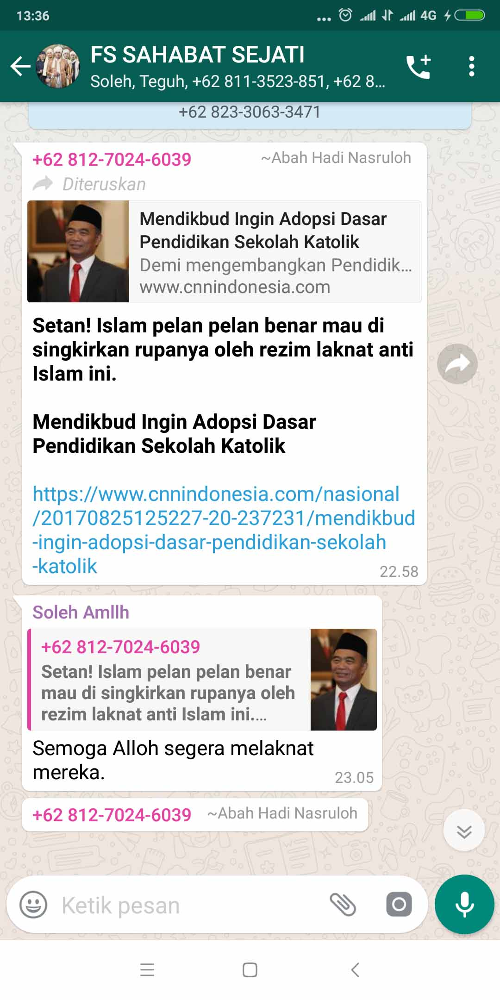 13:36
... 4G
FS SAHABAT SEJATI
Soleh, Teguh, +62 811-3523-851, +62 8...
+62 823-3063-3471
+62 812-7024-6039 ~Abah Hadi Nasruloh
Diteruskan
Mendikbud Ingin Adopsi Dasar
Pendidikan Sekolah Katolik
Demi mengembangkan Pendidik...
www.cnnindonesia.com
Setan! Islam pelan pelan benar mau di
singkirkan rupanya oleh rezim laknat anti
Islam ini.
Mendikbud Ingin Adopsi Dasar
Pendidikan Sekolah Katolik
https://www.cnnindonesia.com/nasional
/20170825125227-20-237231/mendikbud
-ingin-adopsi-dasar-pendidikan-sekolah
-katolik
22.58
Soleh Amllh
+62 812-7024-6039
Setan! Islam pelan pelan benar
mau di singkirkan rupanya oleh
rezim laknat anti Islam ini....
Semoga Alloh segera melaknat
mereka.
23.05
+62 812-7024-6039 ~Abah Hadi Nasruloh
Ketik pesan